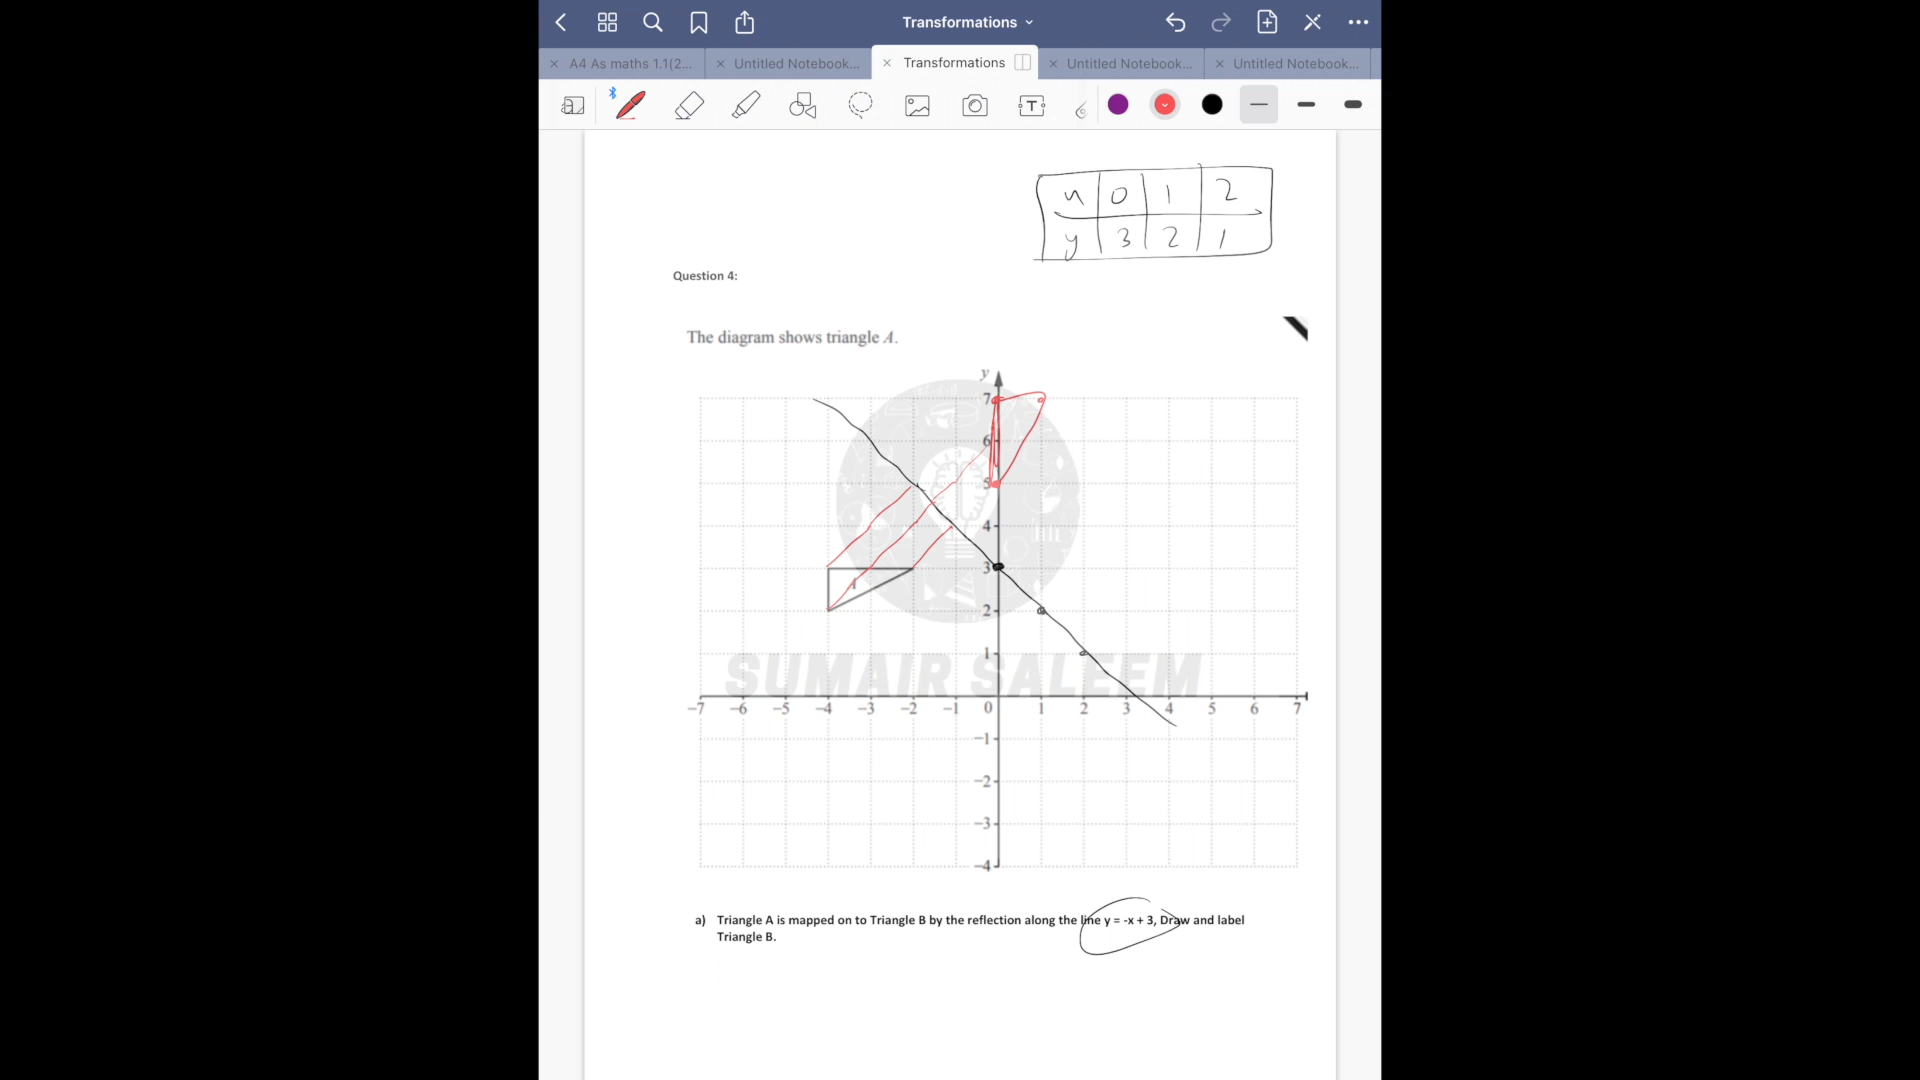 Transformations
A4 As maths 1.1(2...
Untitled Notebook...
Transformations
Untitled Notebook...
Untitled Notebook...
T
x 0 1 2
y 3 2 1
Question 4:
The diagram shows triangle A.
y
7
6
5
4
3
A
2
1
SUMAIR SALEEM
-7 -6 -5 -4 -3 -2 -1 0 1 2 3 4 5 6 7
-1
-2
-3
-4
a) Triangle A is mapped on to Triangle B by the reflection along the line y = -x + 3, Draw and label
Triangle B.